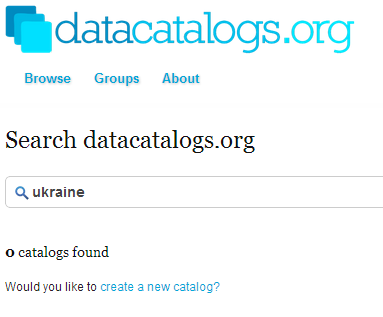 datacatalogs.org
Browse Groups About
Search datacatalogs.org
ukraine
0 catalogs found
Would you like to create a new catalog?